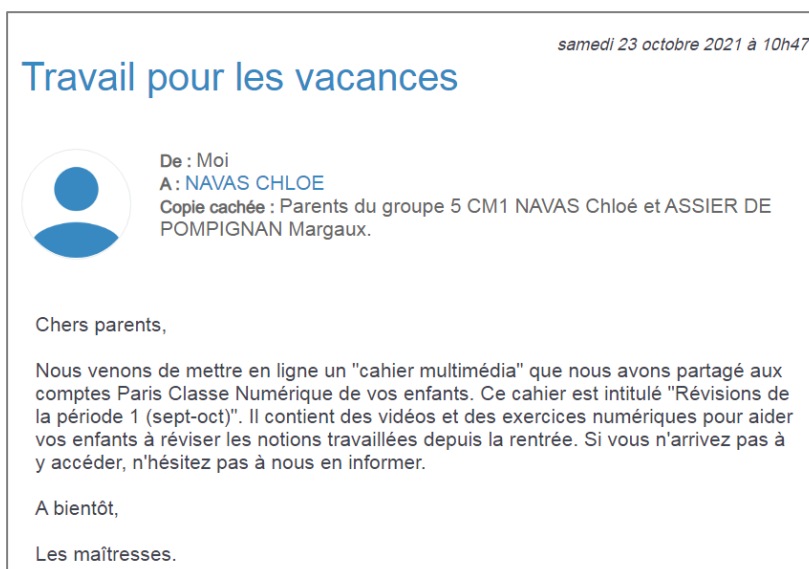 samedi 23 octobre 2021 à 10h47
Travail pour les vacances
De : Moi
A : NAVAS CHLOE
Copie cachée : Parents du groupe 5 CM1 NAVAS Chloé et ASSIER DE
POMPIGNAN Margaux.
Chers parents,
Nous venons de mettre en ligne un "cahier multimédia" que nous avons partagé aux
comptes Paris Classe Numérique de vos enfants. Ce cahier est intitulé "Révisions de
la période 1 (sept-oct)". Il contient des vidéos et des exercices numériques pour aider
vos enfants à réviser les notions travaillées depuis la rentrée. Si vous n'arrivez pas à
y accéder, n'hésitez pas à nous en informer.
A bientôt,
Les maîtresses.